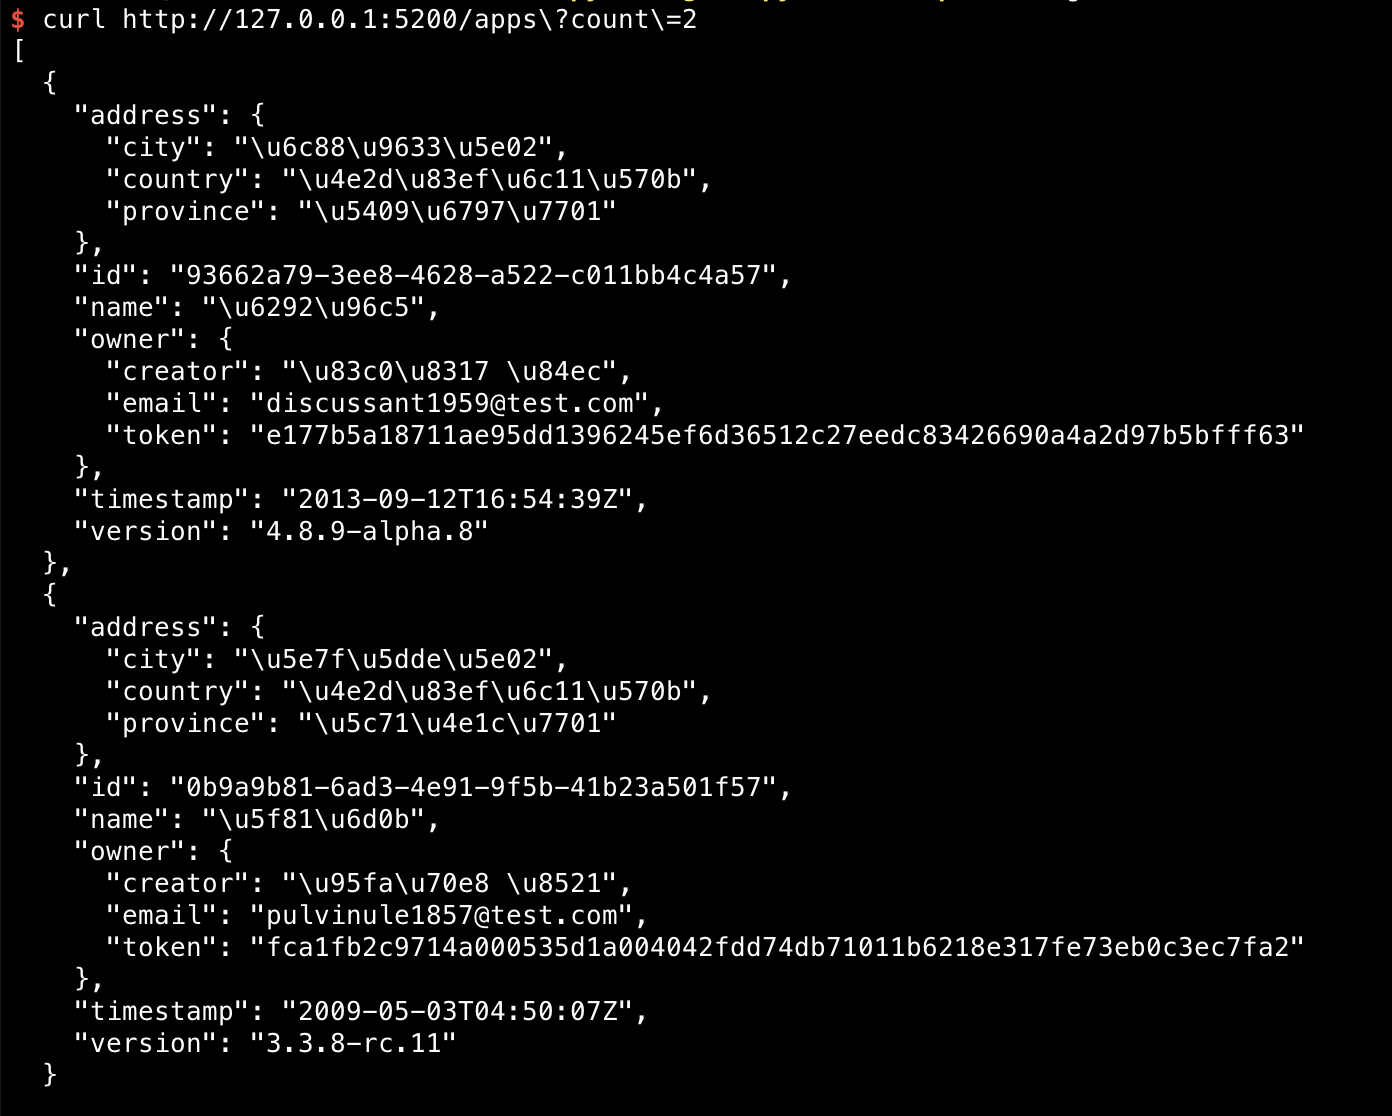 $ curl http://127.0.0.1:5200/apps\?count\=2
[
  {
    "address": {
      "city": "\u6c88\u9633\u5e02",
      "country": "\u4e2d\u83ef\u6c11\u570b",
      "province": "\u5409\u6797\u7701"
    },
    "id": "93662a79-3ee8-4628-a522-c011bb4c4a57",
    "name": "\u6292\u96c5",
    "owner": {
      "creator": "\u83c0\u8317 \u84ec",
      "email": "discussant1959@test.com",
      "token": "e177b5a18711ae95dd1396245ef6d36512c27eedc83426690a4a2d97b5bfff63"
    },
    "timestamp": "2013-09-12T16:54:39Z",
    "version": "4.8.9-alpha.8"
  },
  {
    "address": {
      "city": "\u5e7f\u5dde\u5e02",
      "country": "\u4e2d\u83ef\u6c11\u570b",
      "province": "\u5c71\u4e1c\u7701"
    },
    "id": "0b9a9b81-6ad3-4e91-9f5b-41b23a501f57",
    "name": "\u5f81\u6d0b",
    "owner": {
      "creator": "\u95fa\u70e8 \u8521",
      "email": "pulvinule1857@test.com",
      "token": "fca1fb2c9714a000535d1a004042fdd74db71011b6218e317fe73eb0c3ec7fa2"
    },
    "timestamp": "2009-05-03T04:50:07Z",
    "version": "3.3.8-rc.11"
  }